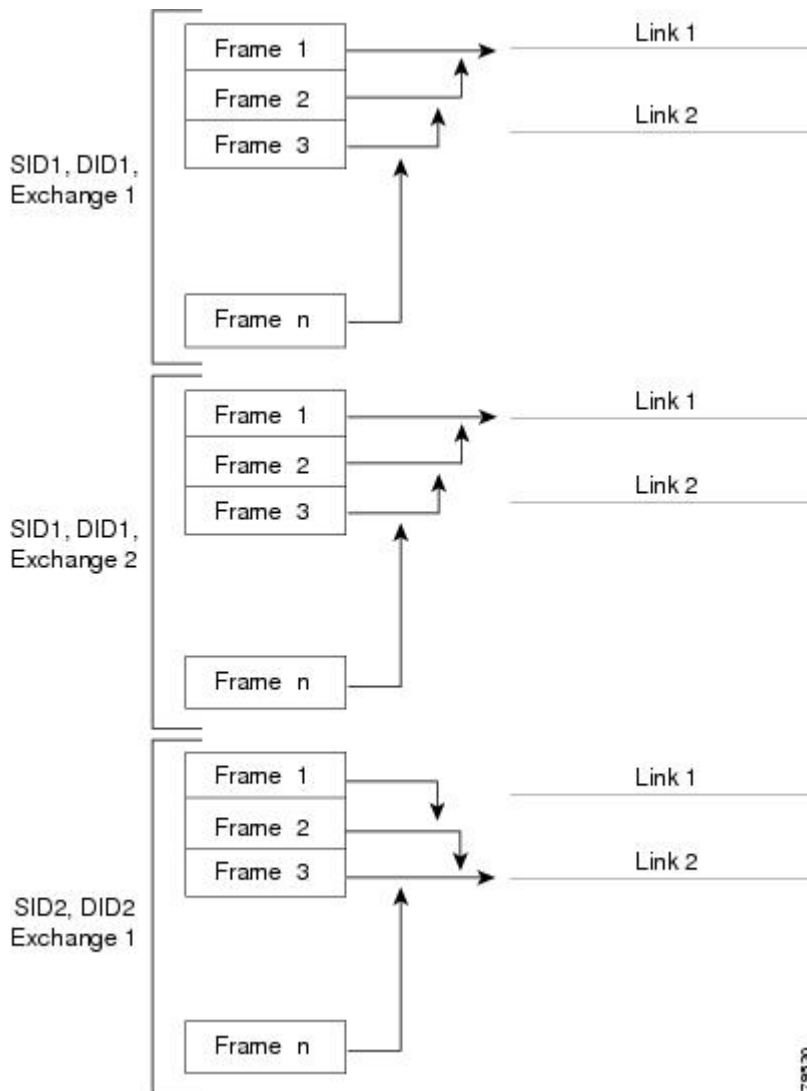 Frame 1
Link 1
Frame 2
Link 2
Frame 3
SID1, DID1,
Exchange 1
Frame n
Frame 1
Link 1
Frame 2
Link 2
Frame 3
SID1, DID1,
Exchange 2
Frame n
Frame 1
Link 1
Frame 2
Link 2
Frame 3
SID2, DID2
Exchange 1
Frame n